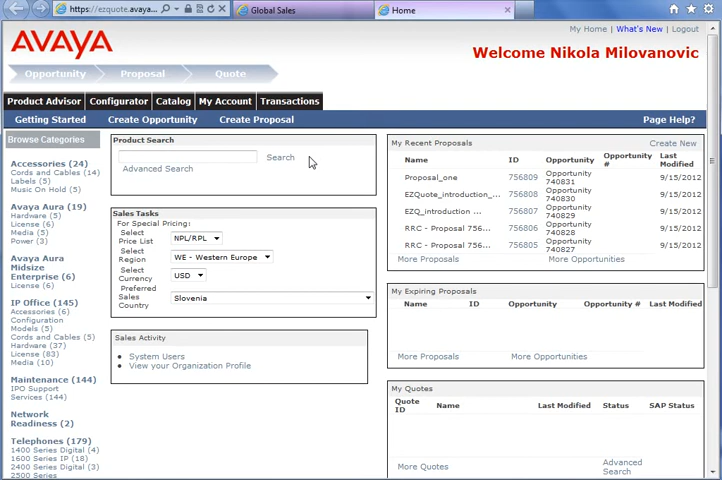 https://ezquote.avaya...
Global Sales
Home
AVAYA
My Home | What's New | Logout
Welcome Nikola Milovanovic
Opportunity
Proposal
Quote
Product Advisor
Configurator
Catalog
My Account
Transactions
Getting Started
Create Opportunity
Create Proposal
Page Help?
Browse Categories
Accessories (24)
Cords and Cables (14)
Labels (5)
Music On Hold (5)
Avaya Aura (19)
Hardware (5)
License (6)
Media (5)
Power (3)
Avaya Aura
Midsize
Enterprise (6)
License (6)
IP Office (145)
Accessories (6)
Configuration
Models (5)
Cords and Cables (5)
Hardware (37)
License (83)
Media (10)
Maintenance (144)
IPO Support
Services (144)
Network
Readiness (2)
Telephones (179)
1400 Series Digital (4)
1600 Series IP (18)
2400 Series Digital (3)
2500 Series
Product Search
Search
Advanced Search
Sales Tasks
For Special Pricing:
Select
Price List
NPL/RPL
Select
Region
WE - Western Europe
Select
Currency
USD
Preferred
Sales
Country
Slovenia
Sales Activity
System Users
View your Organization Profile
My Recent Proposals
Create New
Name ID Opportunity Opportunity # Last Modified
Proposal_one 756809 Opportunity 740831 9/15/2012
EZQuote_introduction_... 756808 Opportunity 740830 9/15/2012
EZQ_introduction ... 756807 Opportunity 740829 9/15/2012
RRC - Proposal 756... 756806 Opportunity 740828 9/15/2012
RRC - Proposal 756... 756805 Opportunity 740827 9/15/2012
More Proposals
More Opportunities
My Expiring Proposals
Name ID Opportunity Opportunity # Last Modified
More Proposals
More Opportunities
My Quotes
Quote ID Name Last Modified Status SAP Status
More Quotes
Advanced
Search